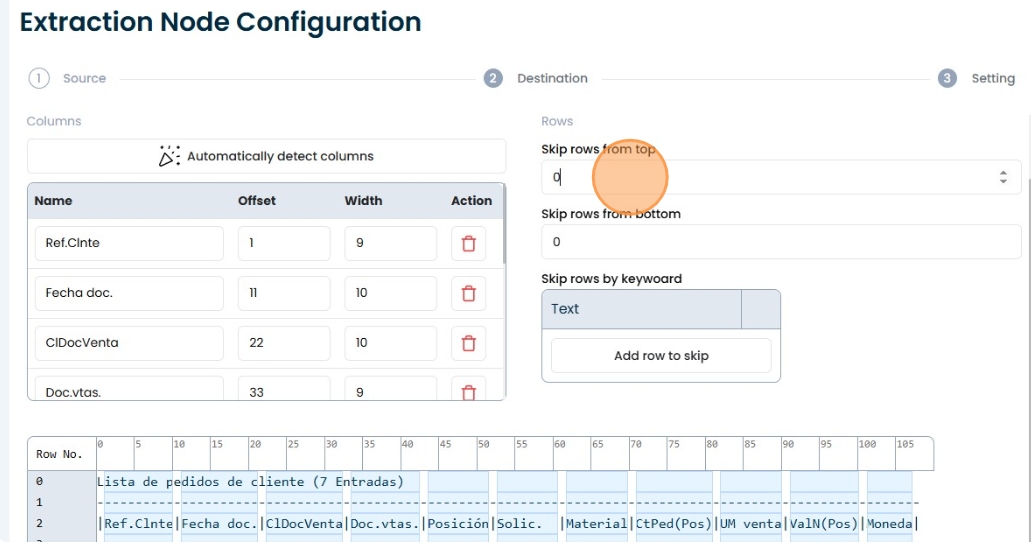 Extraction Node Configuration
1 Source 2 Destination 3 Setting
Columns
Automatically detect columns
Name Offset Width Action
Ref.Clnte 1 9
Fecha doc. 11 10
ClDocVenta 22 10
Doc.vtas. 33 9
Rows
Skip rows from top
0
Skip rows from bottom
0
Skip rows by keywoard
Text
Add row to skip
Row No. 0 5 10 15 20 25 30 35 40 45 50 55 60 65 70 75 80 85 90 95 100 105
0 Lista de pedidos de cliente (7 Entradas)
1 --------------------------------------------------------------------------------------------------------------
2 |Ref.Clnte|Fecha doc.|ClDocVenta|Doc.vtas.|Posición|Solic. |Material|CtPed(Pos)|UM venta|ValN(Pos)|Moneda|